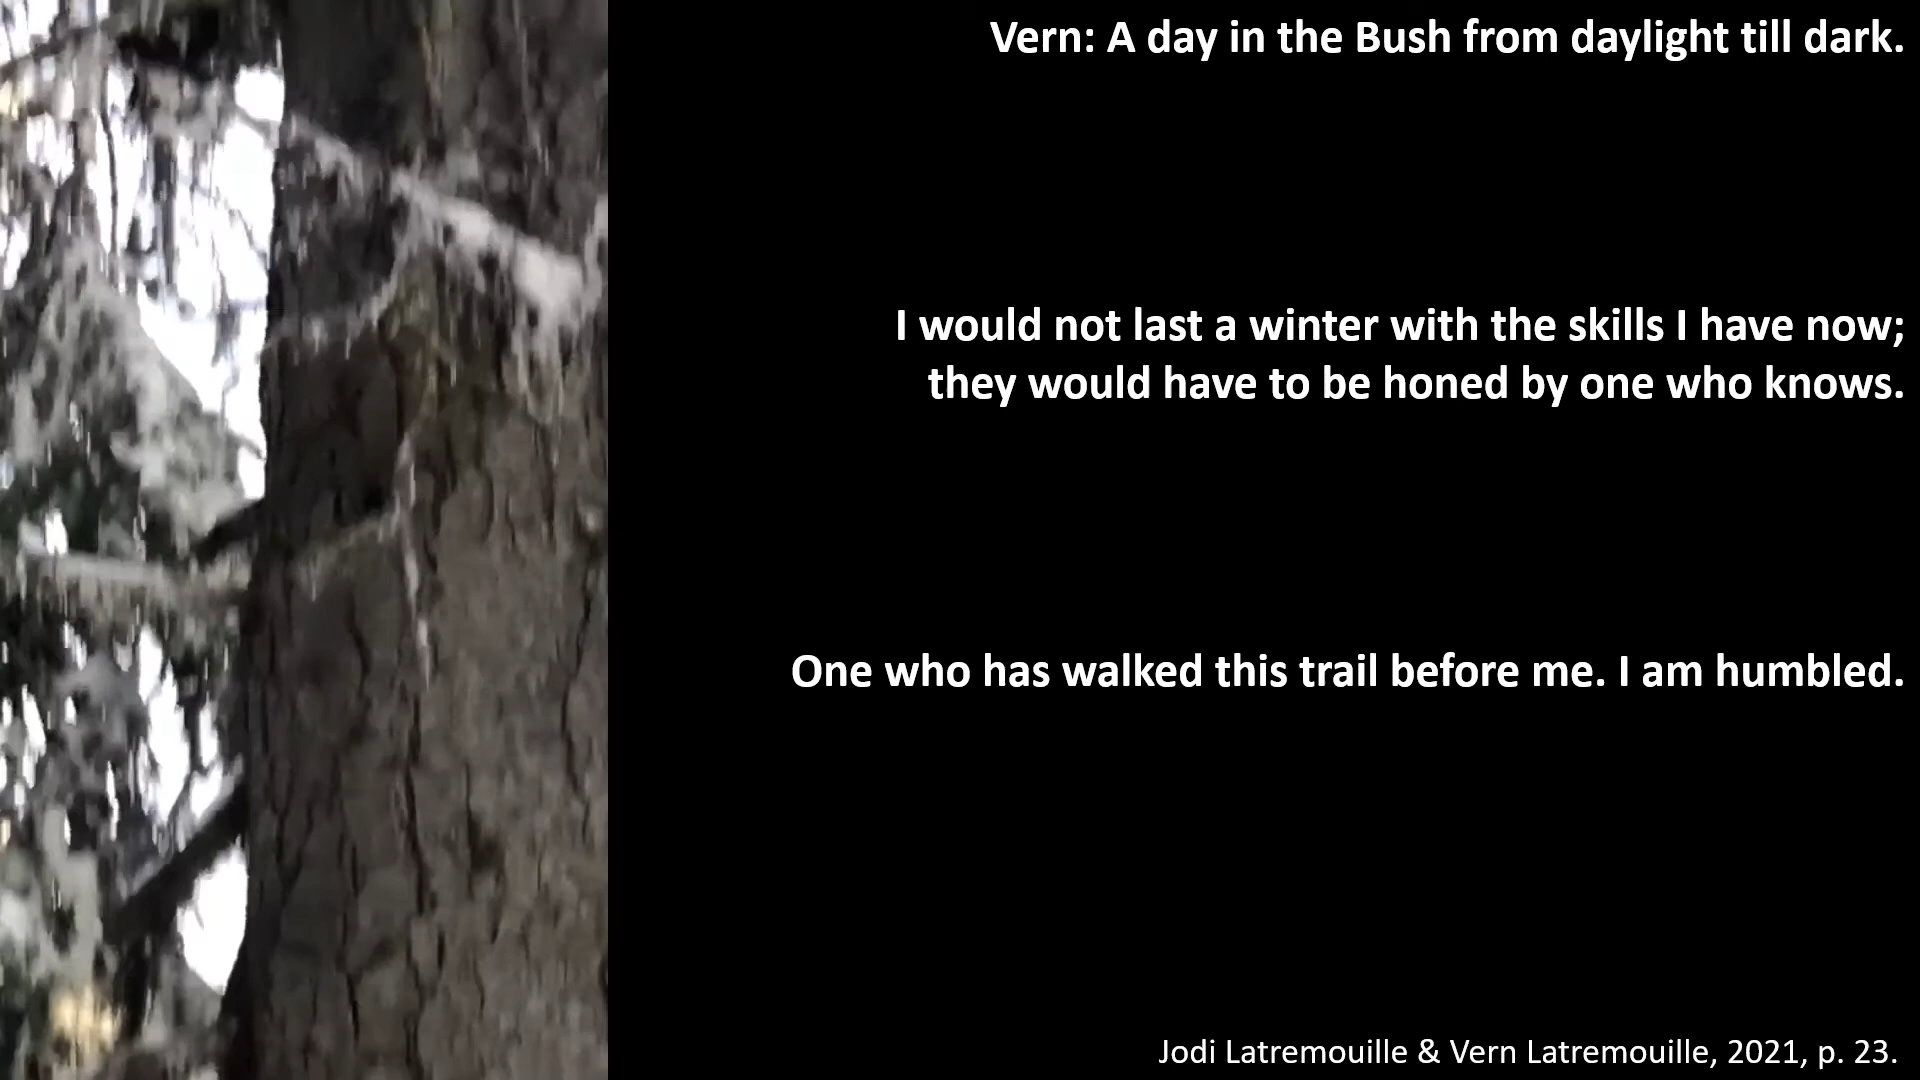 Vern: A day in the Bush from daylight till dark.
I would not last a winter with the skills I have now;
they would have to be honed by one who knows.
One who has walked this trail before me. I am humbled.
Jodi Latremouille & Vern Latremouille, 2021, p. 23.